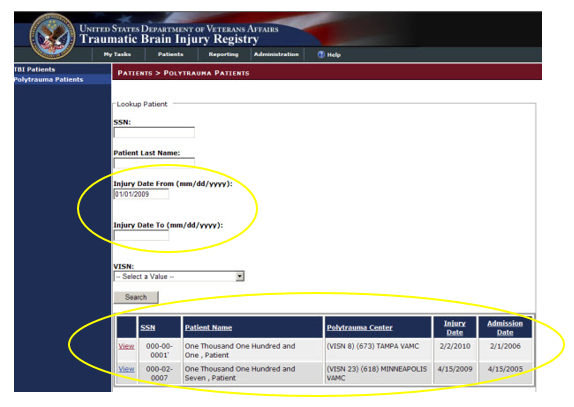 UNITED STATES DEPARTMENT OF VETERANS AFFAIRS
Traumatic Brain Injury Registry
My Tasks Patients Reporting Administration ? Help
TBI Patients
Polytrauma Patients
PATIENTS > POLYTRAUMA PATIENTS
Lookup Patient
SSN:
Patient Last Name:
Injury Date From (mm/dd/yyyy):
01/01/2009
Injury Date To (mm/dd/yyyy):
VISN:
-- Select a Value --
Search
SSN Patient Name Polytrauma Center Injury Date Admission Date
View 000-00-0001' One Thousand One Hundred and One , Patient (VISN 8) (673) TAMPA VAMC 2/2/2010 2/1/2006
View 000-02-0007 One Thousand One Hundred and Seven , Patient (VISN 23) (618) MINNEAPOLIS VAMC 4/15/2009 4/15/2005